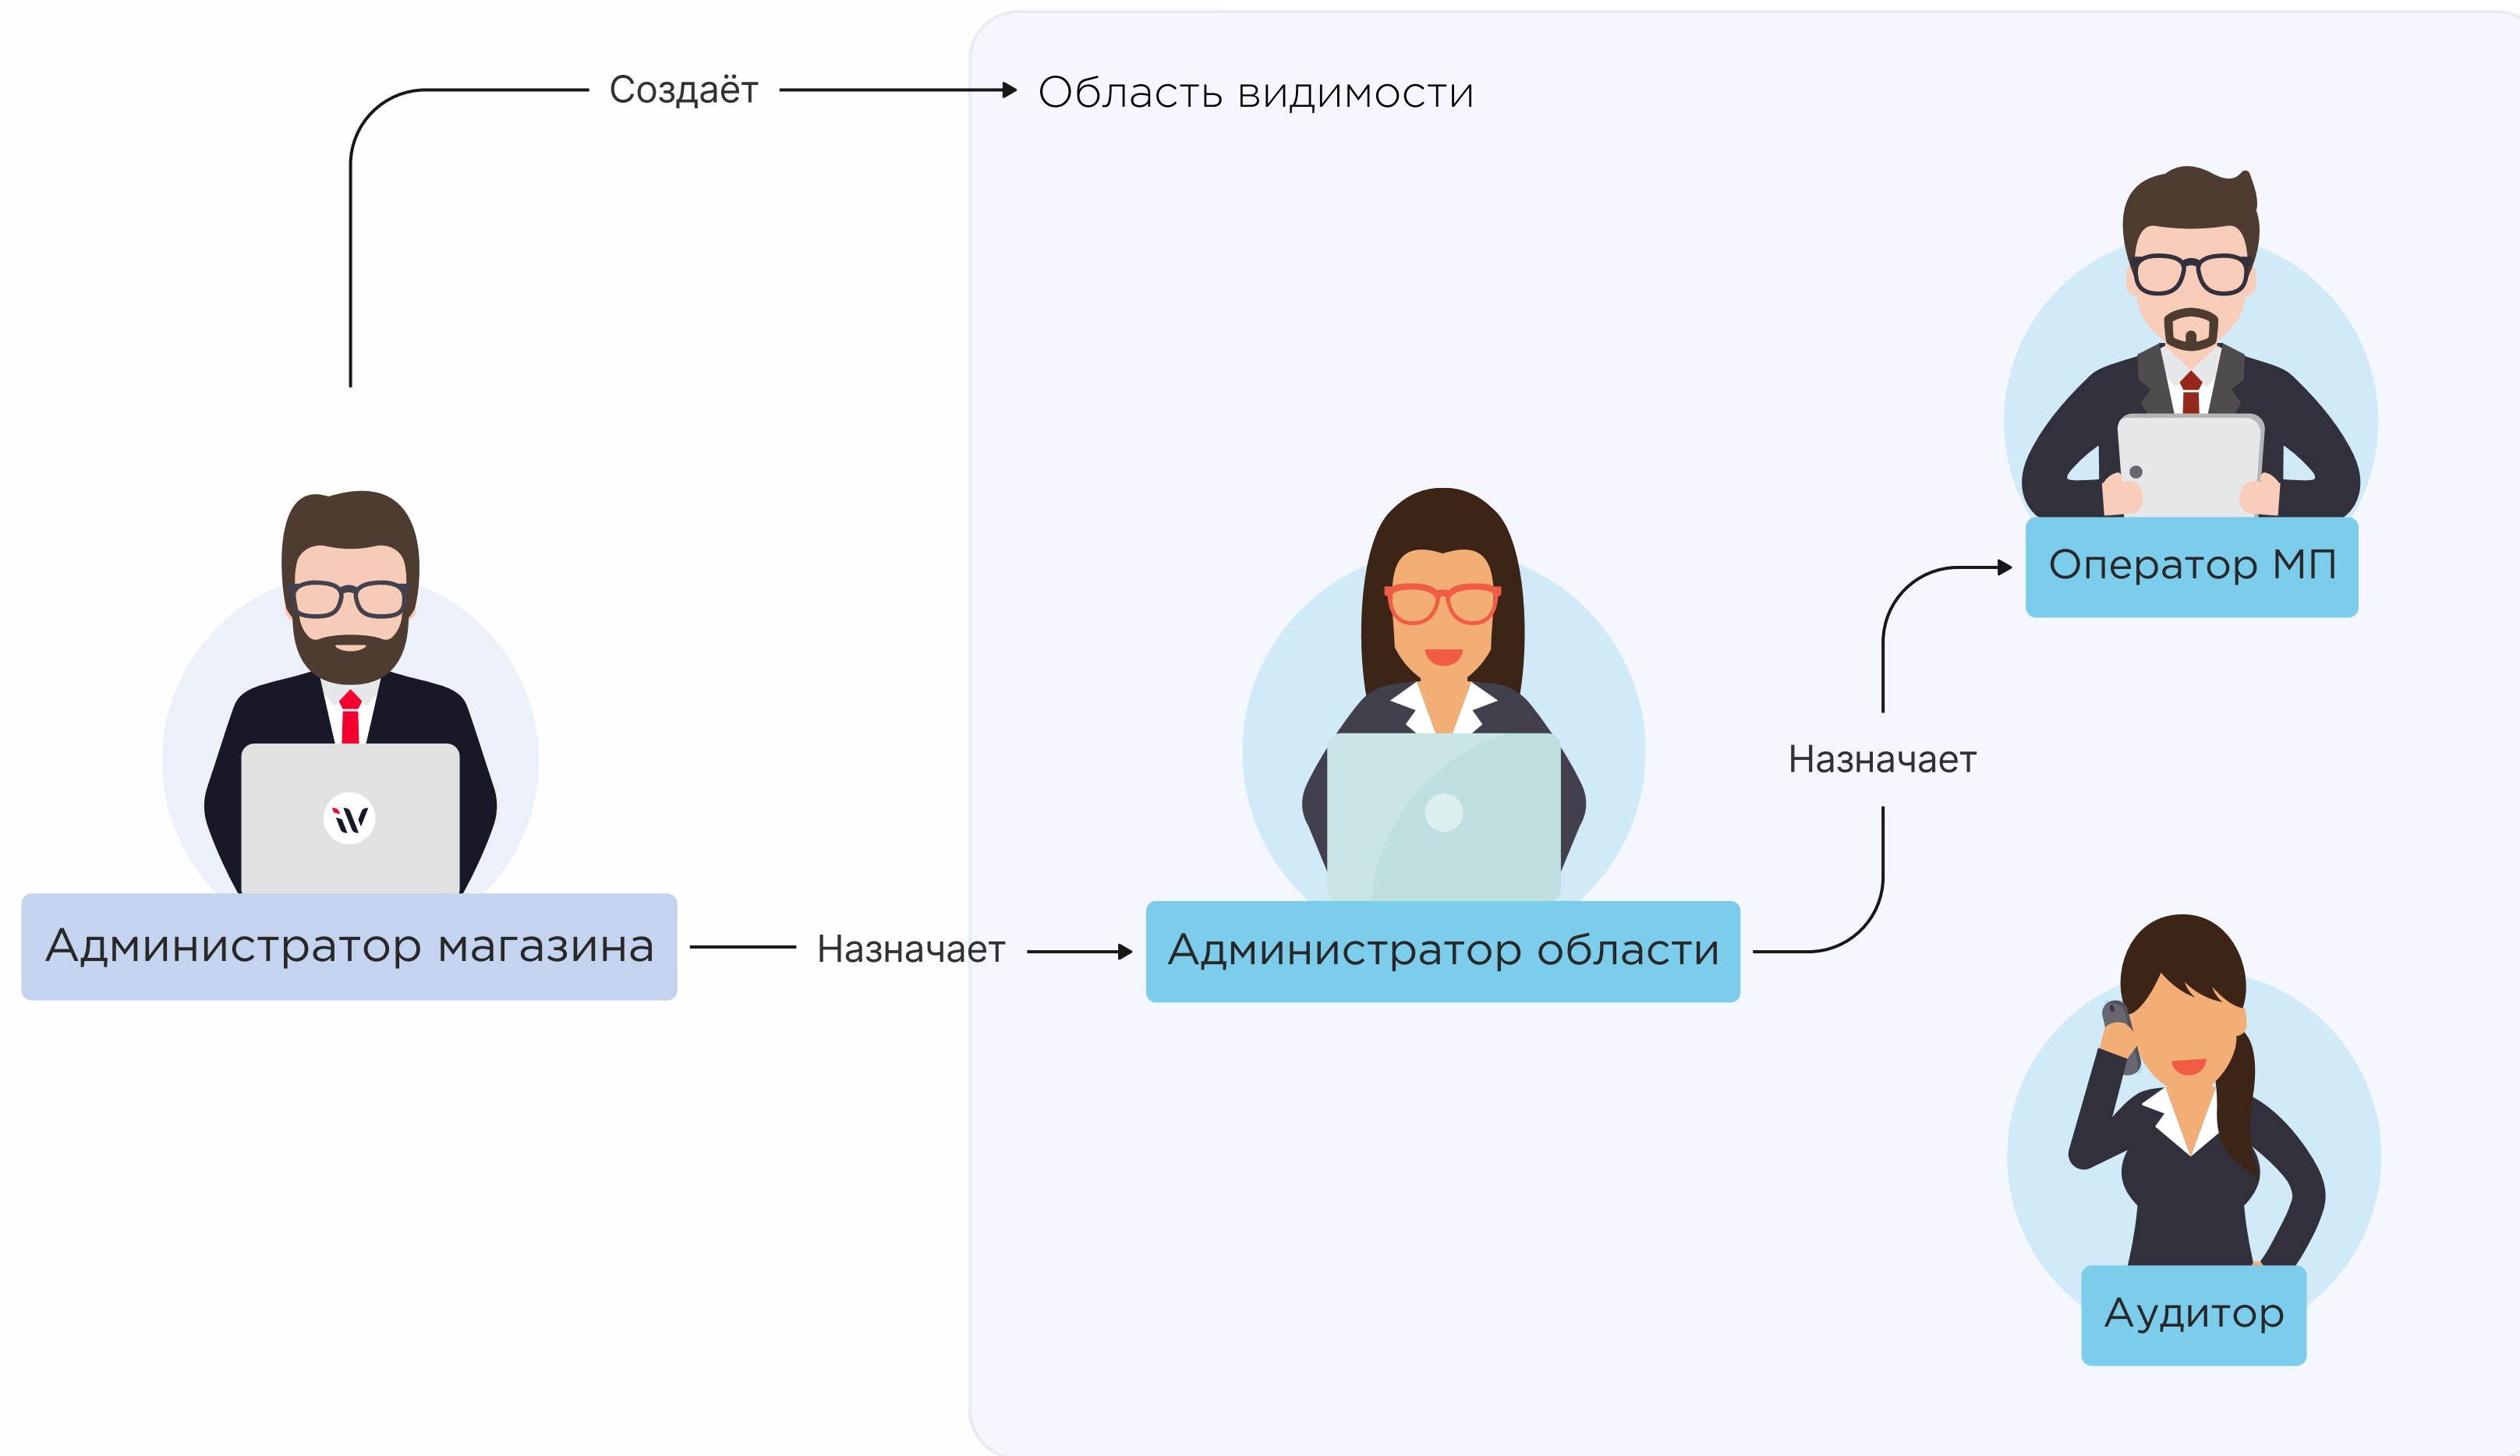 Создаёт
Область видимости
Оператор МП
Назначает
Администратор магазина
Назначает
Администратор области
Аудитор